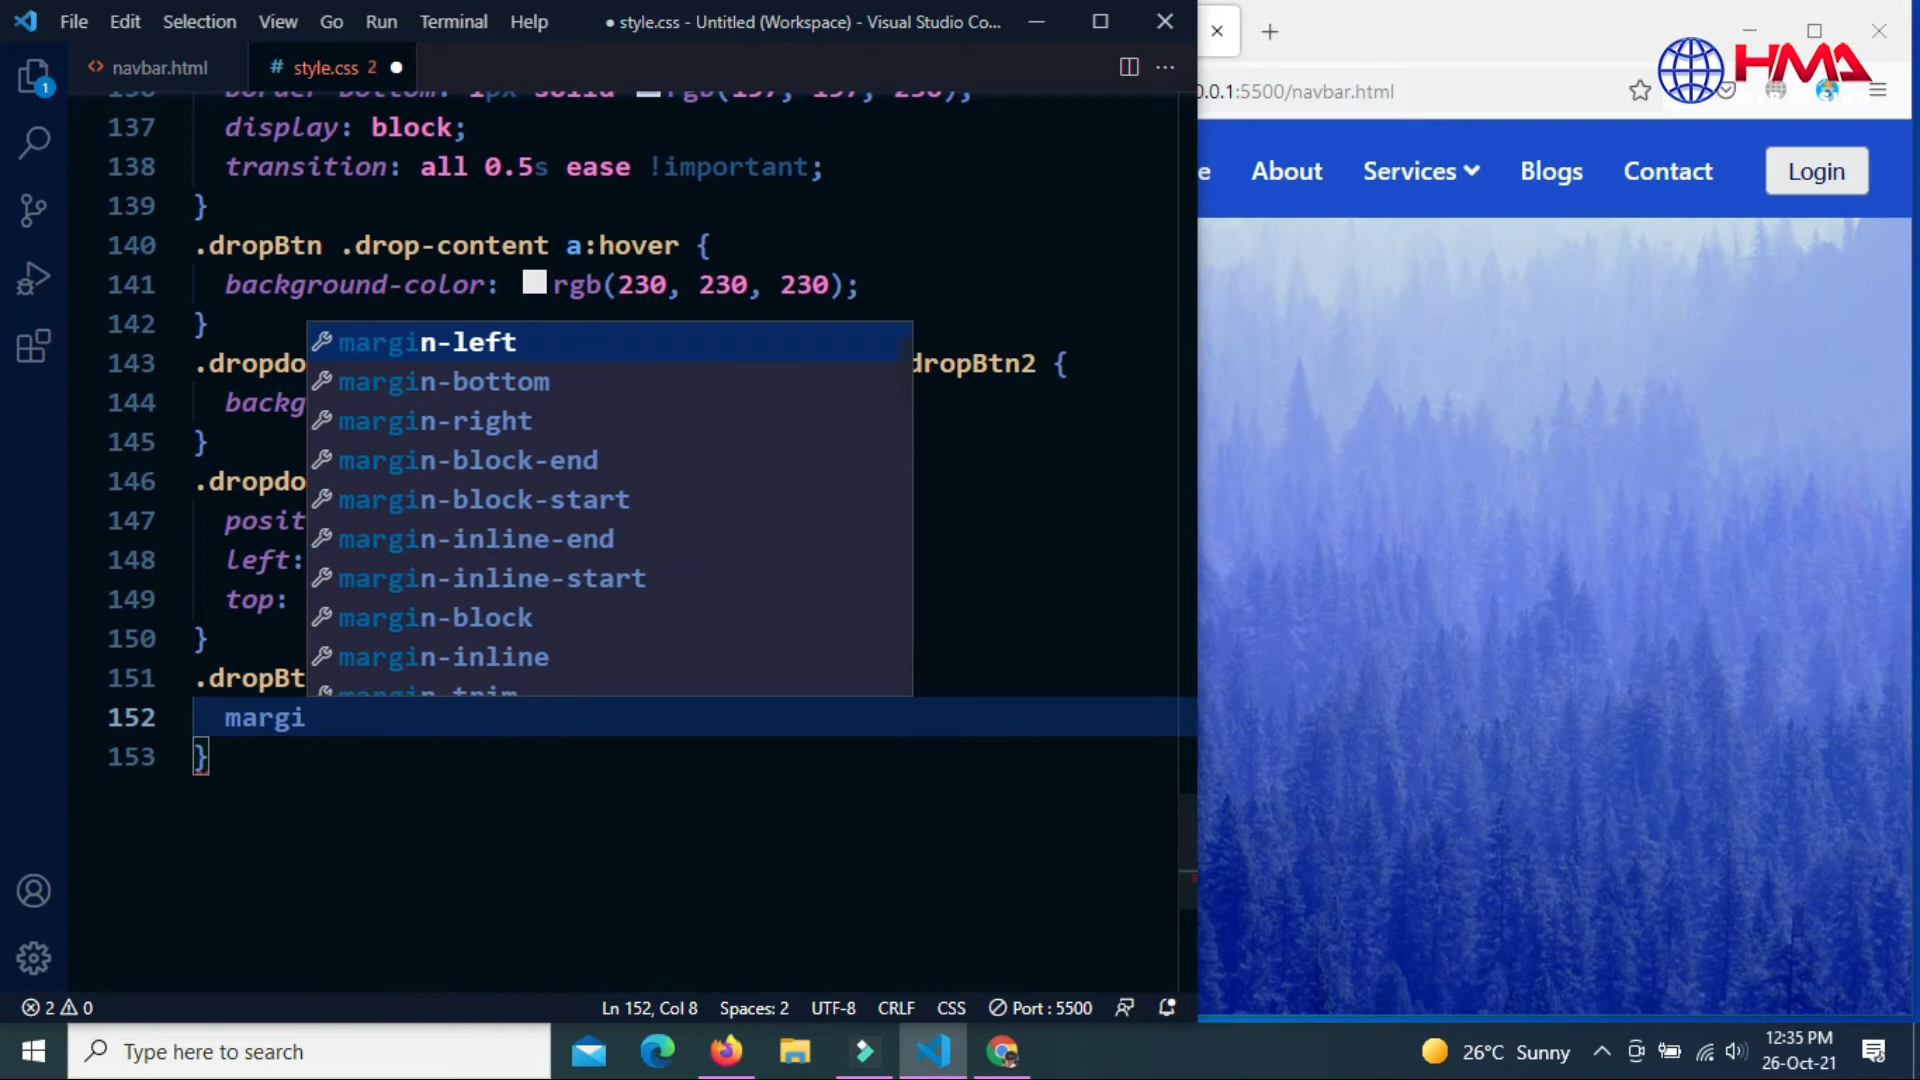 File Edit Selection View Go Run Terminal Help ● style.css - Untitled (Workspace) - Visual Studio Co...
navbar.html # style.css 2
137 display: block;
138 transition: all 0.5s ease !important;
139 }
140 .dropBtn .drop-content a:hover {
141 background-color: rgb(230, 230, 230);
142 }
143 .dropdo dropBtn2 {
144 backg
145 }
146 .dropdo
147 posit
148 left:
149 top:
150 }
151 .dropBt
152 margi
153 }
margin-left
margin-bottom
margin-right
margin-block-end
margin-block-start
margin-inline-end
margin-inline-start
margin-block
margin-inline
margin-trim
1
2 0 Ln 152, Col 8 Spaces: 2 UTF-8 CRLF CSS Port : 5500
.0.1:5500/navbar.html
HMA
e About Services Blogs Contact Login
Type here to search
26°C Sunny
12:35 PM
26-Oct-21